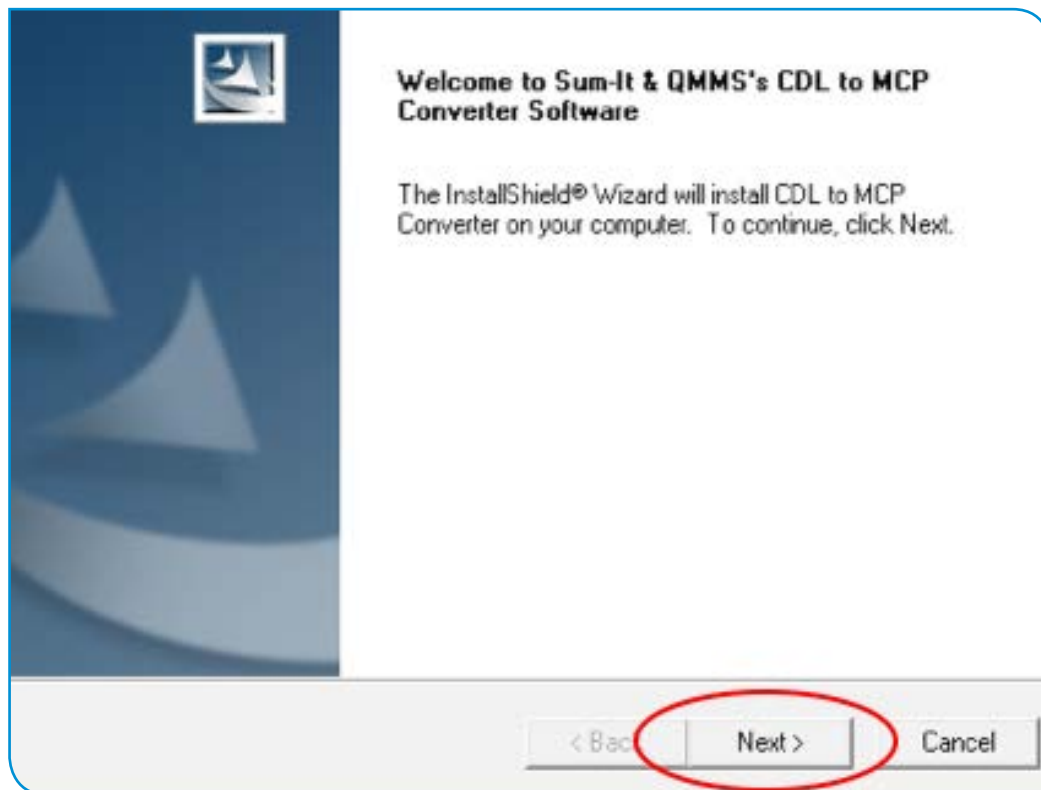 Welcome to Sum-It & QMMS's CDL to MCP
Converter Software
The InstallShield® Wizard will install CDL to MCP
Converter on your computer. To continue, click Next.
< Bac
Next >
Cancel